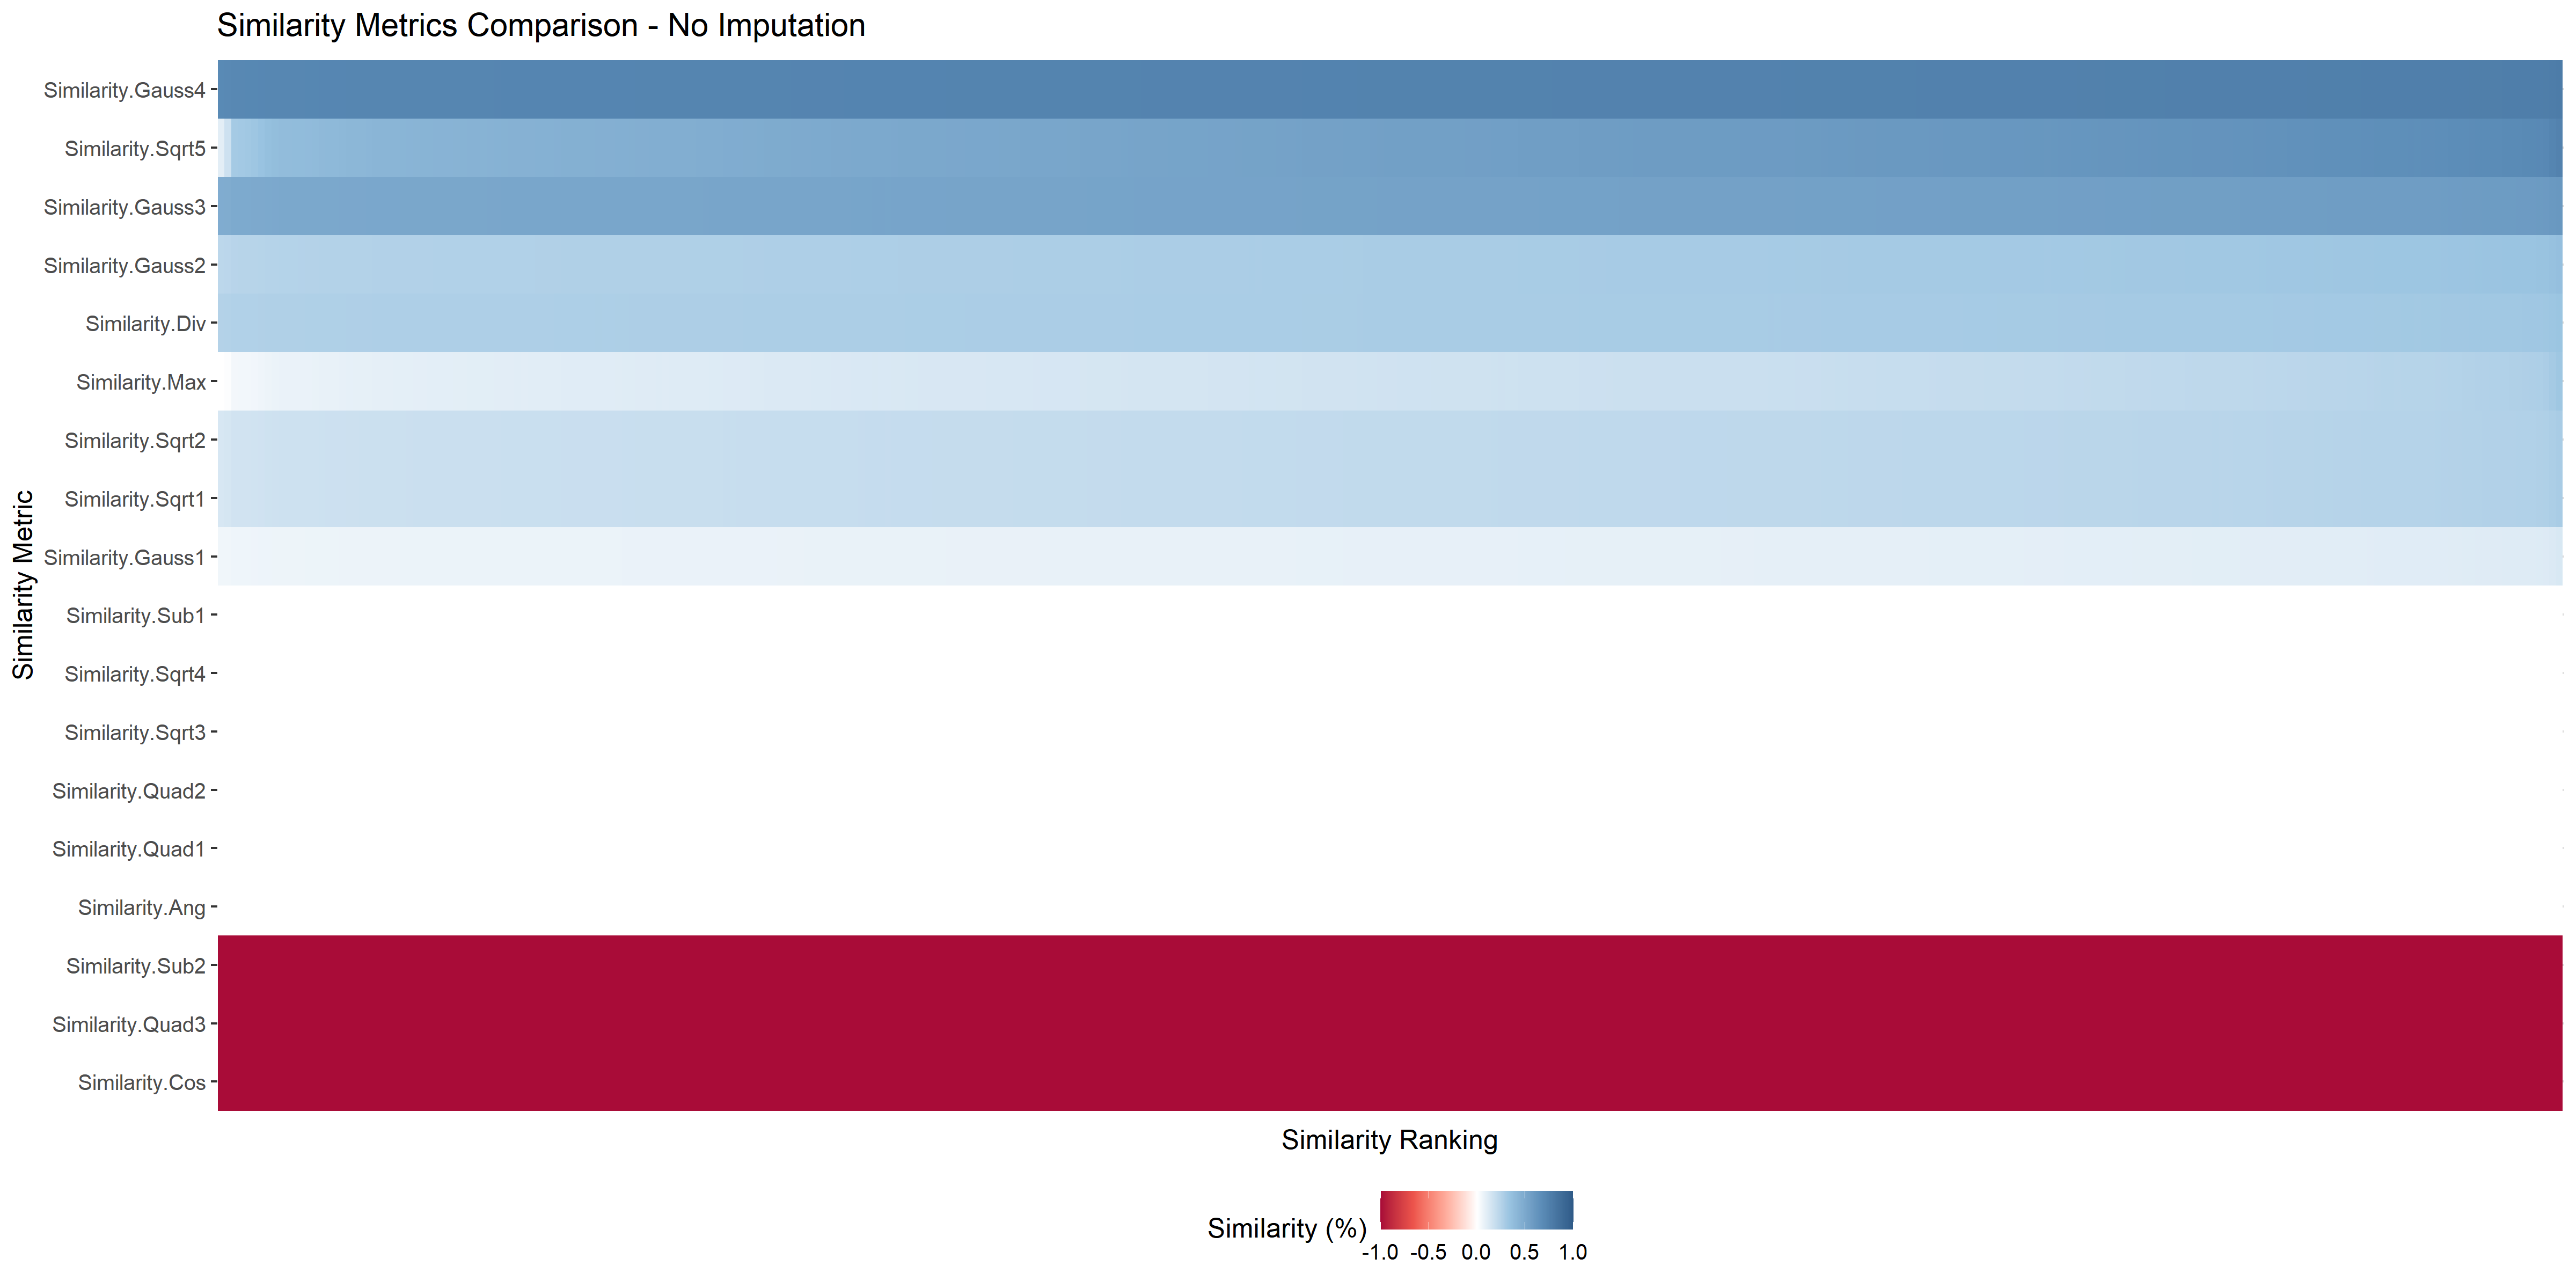 Similarity Metrics Comparison - No Imputation
Similarity Metric
Similarity.Gauss4
Similarity.Sqrt5
Similarity.Gauss3
Similarity.Gauss2
Similarity.Div
Similarity.Max
Similarity.Sqrt2
Similarity.Sqrt1
Similarity.Gauss1
Similarity.Sub1
Similarity.Sqrt4
Similarity.Sqrt3
Similarity.Quad2
Similarity.Quad1
Similarity.Ang
Similarity.Sub2
Similarity.Quad3
Similarity.Cos
Similarity Ranking
Similarity (%)
-1.0 -0.5 0.0 0.5 1.0